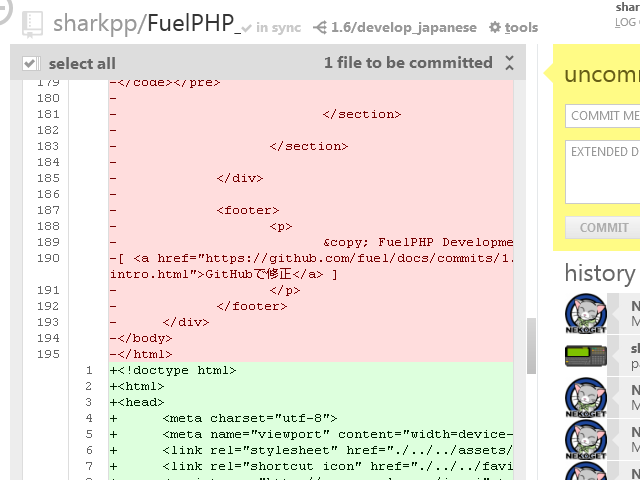 sharkpp/FuelPHP_ in sync 1.6/develop_japanese tools
shar
LOG
select all 1 file to be committed
179 -</code></pre>
180 -
181 - </section>
182 -
183 - </section>
184 -
185 - </div>
186 -
187 - <footer>
188 - <p>
189 - &copy; FuelPHP Developme
190 -[ <a href="https://github.com/fuel/docs/commits/1.
intro.html">GitHubで修正</a> ]
191 - </p>
192 - </footer>
193 - </div>
194 -</body>
195 -</html>
1 +<!doctype html>
2 +<html>
3 +<head>
4 + <meta charset="utf-8">
5 + <meta name="viewport" content="width=device-
6 + <link rel="stylesheet" href="./../../assets/
7 + <link rel="shortcut icon" href="./../../favi
uncomm
COMMIT ME
EXTENDED D
COMMIT
history
NEKOGET
N
M
sh
pa
NEKOGET
N
M
NEKOGET
N
M
N